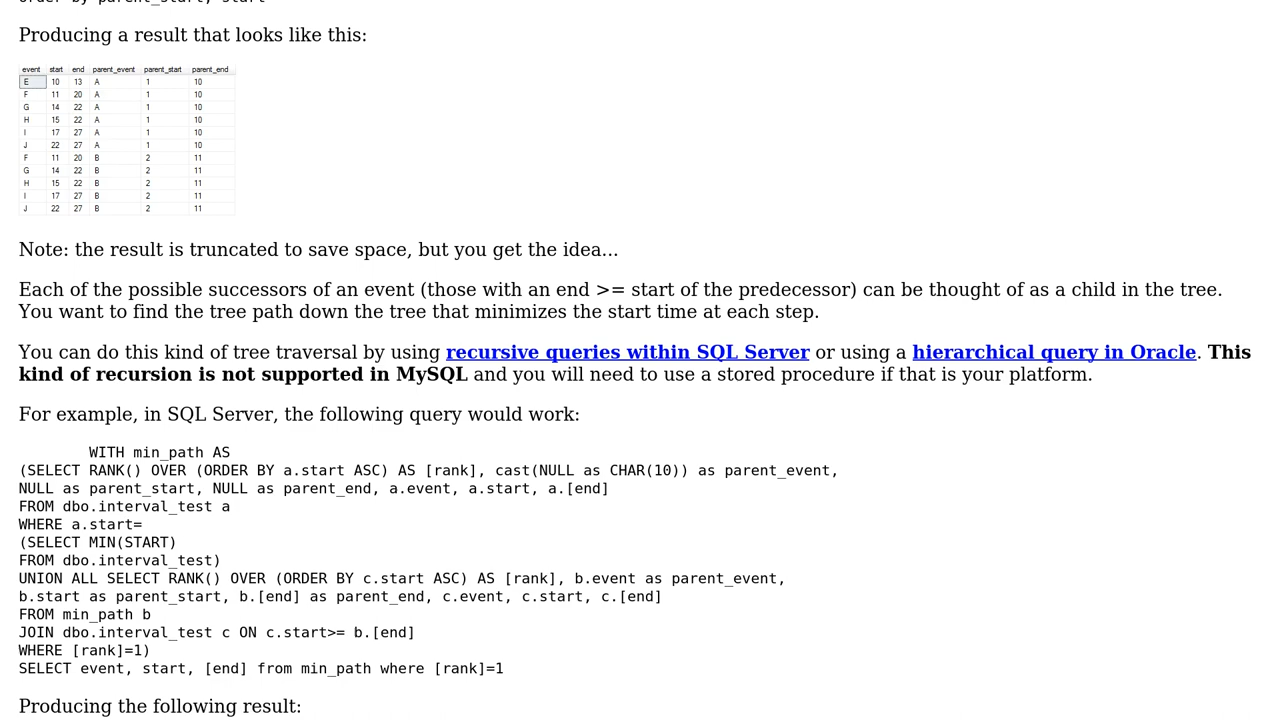 order by parent_start, start
Producing a result that looks like this:
event start end parent_event parent_start parent_end
E 10 13 A 1 10
F 11 20 A 1 10
G 14 22 A 1 10
H 15 22 A 1 10
I 17 27 A 1 10
J 22 27 A 1 10
F 11 20 B 2 11
G 14 22 B 2 11
H 15 22 B 2 11
I 17 27 B 2 11
J 22 27 B 2 11
Note: the result is truncated to save space, but you get the idea...
Each of the possible successors of an event (those with an end >= start of the predecessor) can be thought of as a child in the tree.
You want to find the tree path down the tree that minimizes the start time at each step.
You can do this kind of tree traversal by using recursive queries within SQL Server or using a hierarchical query in Oracle. This
kind of recursion is not supported in MySQL and you will need to use a stored procedure if that is your platform.
For example, in SQL Server, the following query would work:
WITH min_path AS
(SELECT RANK() OVER (ORDER BY a.start ASC) AS [rank], cast(NULL as CHAR(10)) as parent_event,
NULL as parent_start, NULL as parent_end, a.event, a.start, a.[end]
FROM dbo.interval_test a
WHERE a.start=
(SELECT MIN(START)
FROM dbo.interval_test)
UNION ALL SELECT RANK() OVER (ORDER BY c.start ASC) AS [rank], b.event as parent_event,
b.start as parent_start, b.[end] as parent_end, c.event, c.start, c.[end]
FROM min_path b
JOIN dbo.interval_test c ON c.start>= b.[end]
WHERE [rank]=1)
SELECT event, start, [end] from min_path where [rank]=1
Producing the following result: